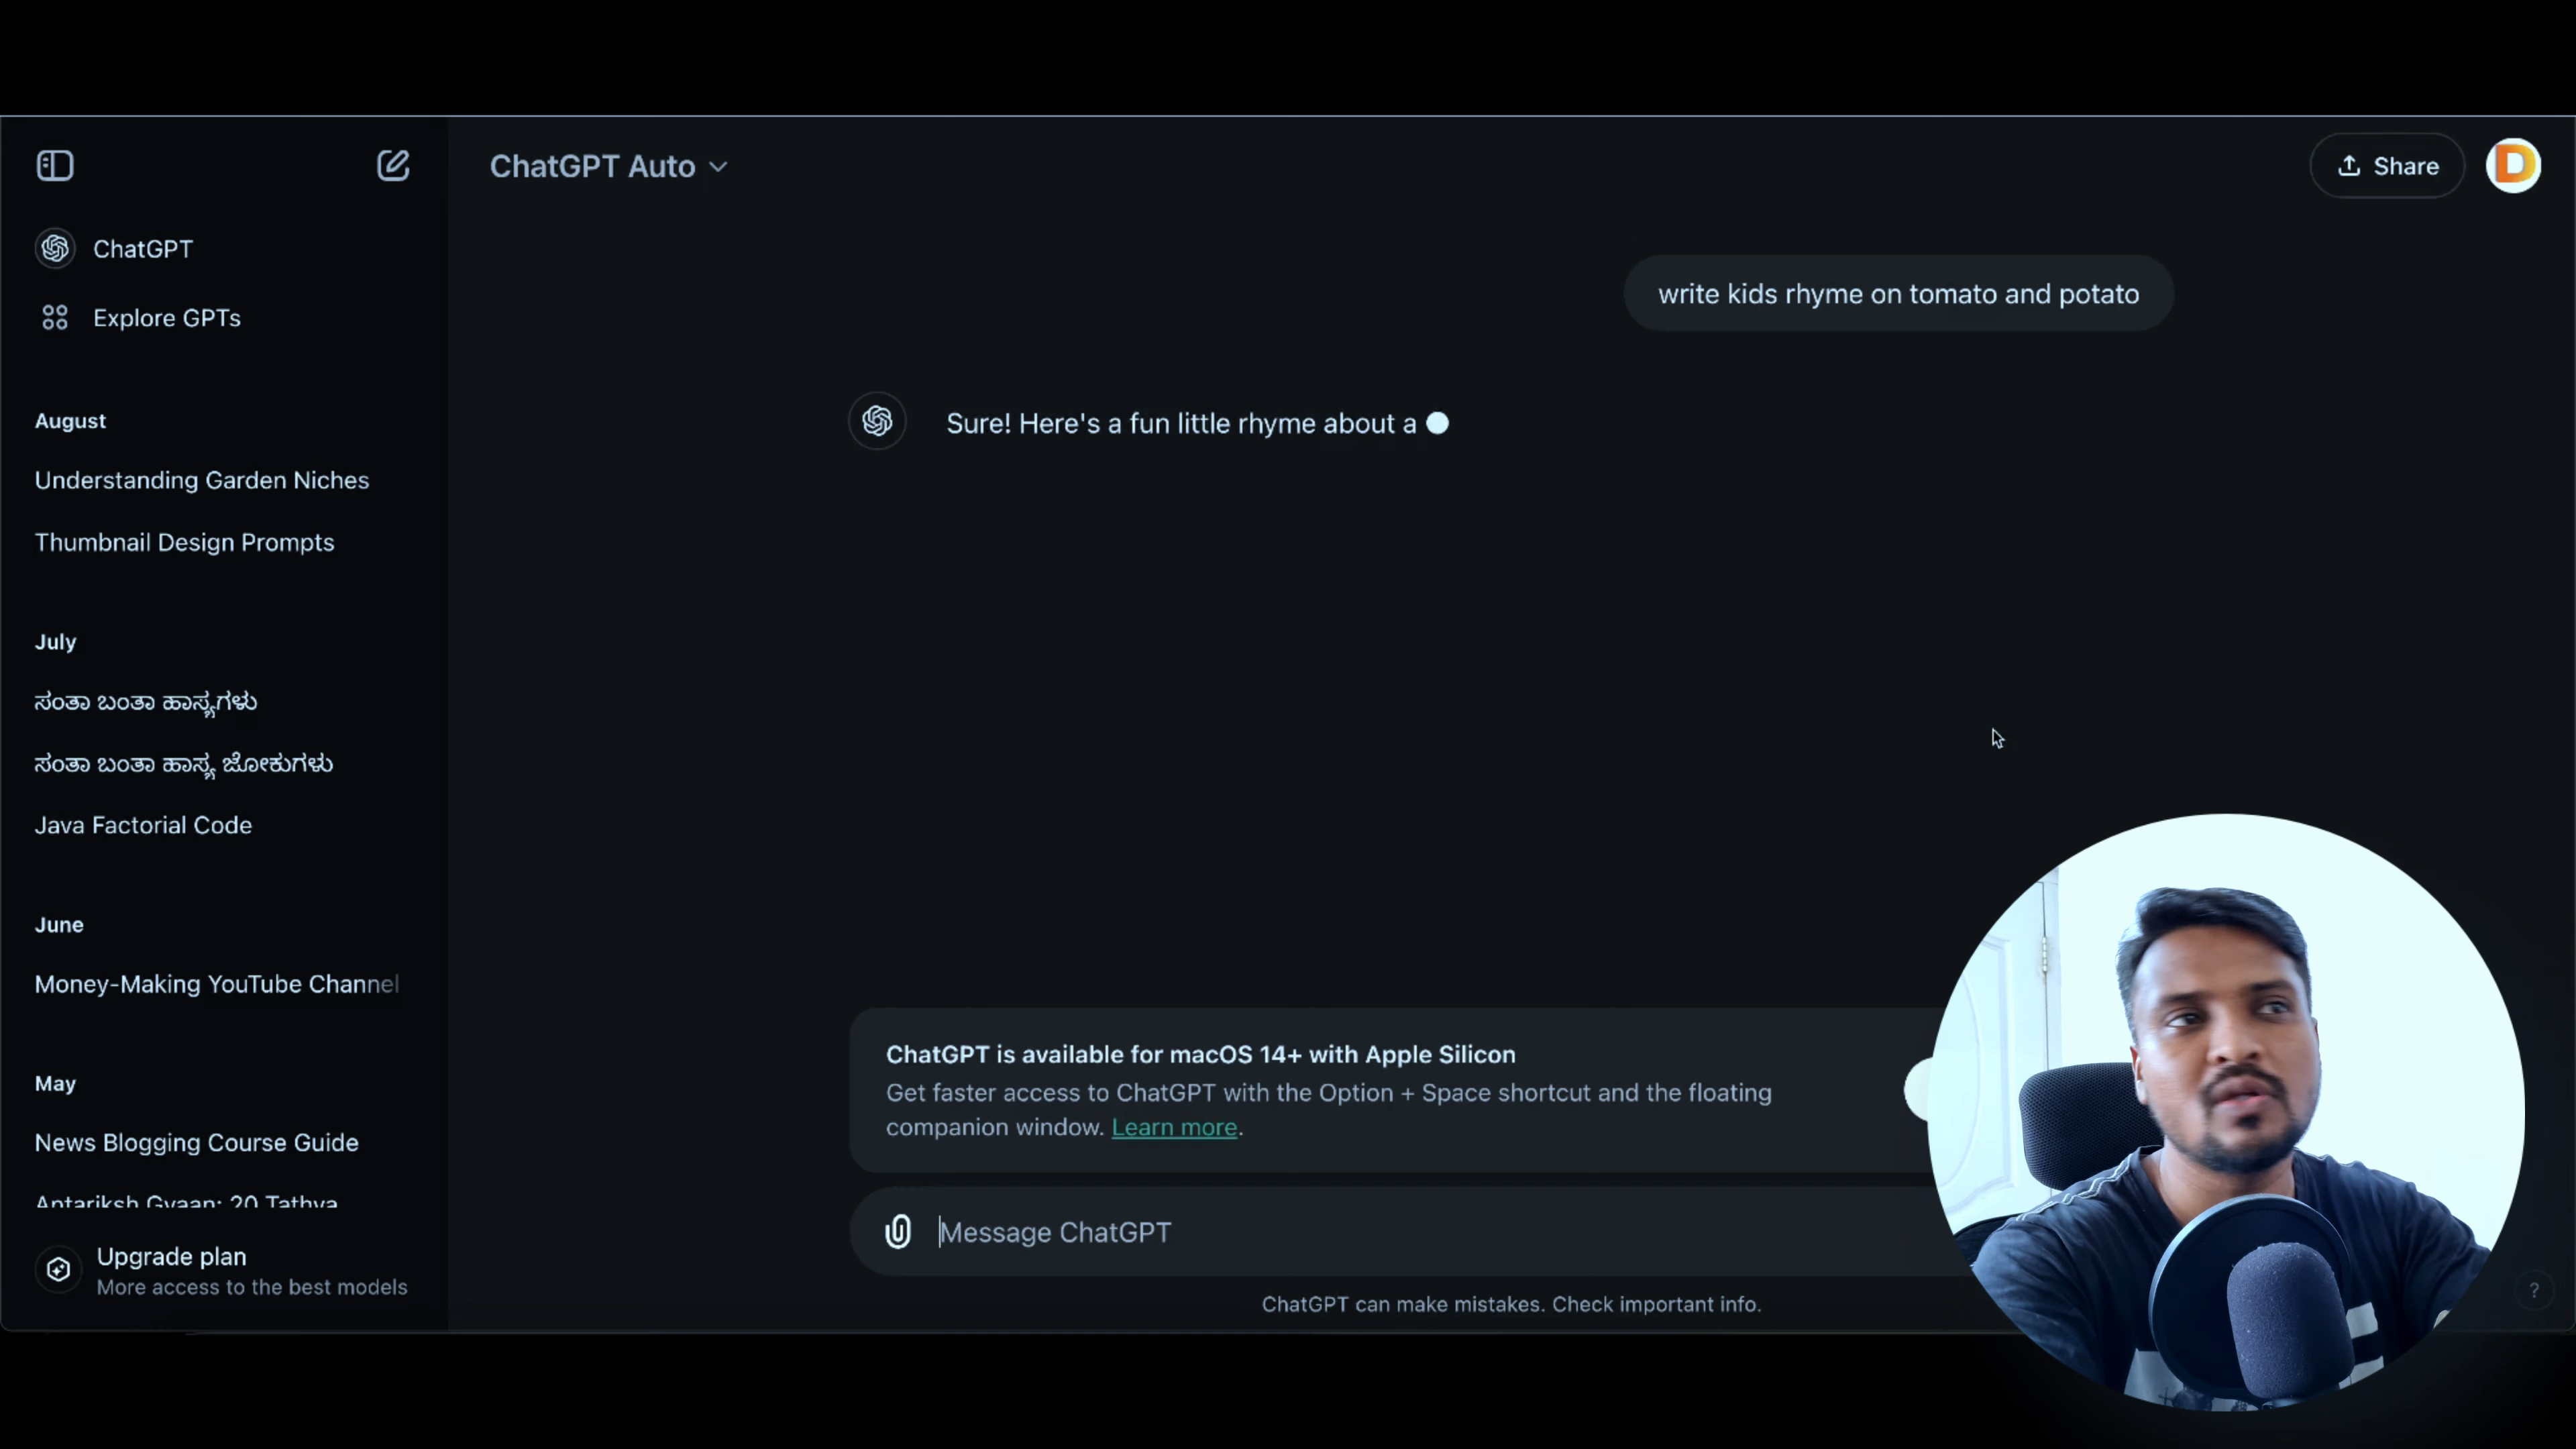 ChatGPT Auto
Share
D
ChatGPT
Explore GPTs
August
Understanding Garden Niches
Thumbnail Design Prompts
July
ಸಂತಾ ಬಂತಾ ಹಾಸ್ಯಗಳು
ಸಂತಾ ಬಂತಾ ಹಾಸ್ಯ ಜೋಕುಗಳು
Java Factorial Code
June
Money-Making YouTube Channel
May
News Blogging Course Guide
Antariksh Gyaan: 20 Tathya
Upgrade plan
More access to the best models
write kids rhyme on tomato and potato
Sure! Here's a fun little rhyme about a
ChatGPT is available for macOS 14+ with Apple Silicon
Get faster access to ChatGPT with the Option + Space shortcut and the floating
companion window. Learn more.
Message ChatGPT
ChatGPT can make mistakes. Check important info.
?